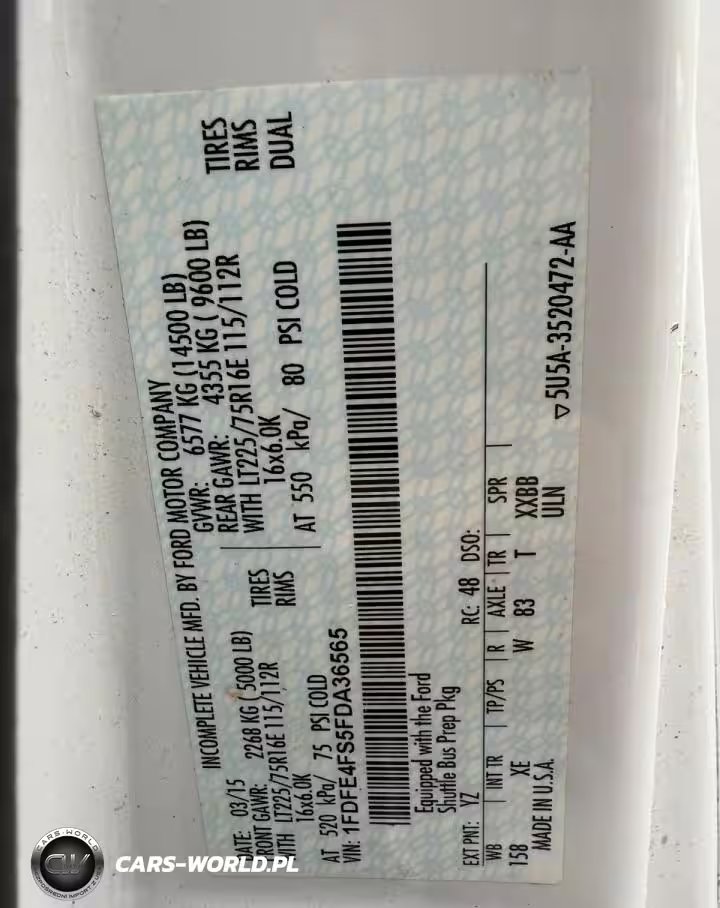 INCOMPLETE VEHICLE MFD. BY FORD MOTOR COMPANY
DATE: 03/15 GVWR: 6577 KG (14500 LB)
FRONT GAWR: 2268 KG ( 5000 LB) REAR GAWR: 4355 KG ( 9600 LB)
WITH LT225/75R16E 115/112R TIRES WITH LT225/75R16E 115/112R TIRES
16x6.0K RIMS 16x6.0K RIMS
AT 520 kPa/ 75 PSI COLD AT 550 kPa/ 80 PSI COLD DUAL
VIN: 1FDFE4FS5FDA36565
Equipped with the Ford
Shuttle Bus Prep Pkg
EXT PNT: YZ RC: 48 DSO:
WB INT TR TP/PS R AXLE TR SPR
158 XE W 83 T XXBB
MADE IN U.S.A. ULN
▽5U5A-3520472-AA
CARS-WORLD
CW
CARS-WORLD.PL